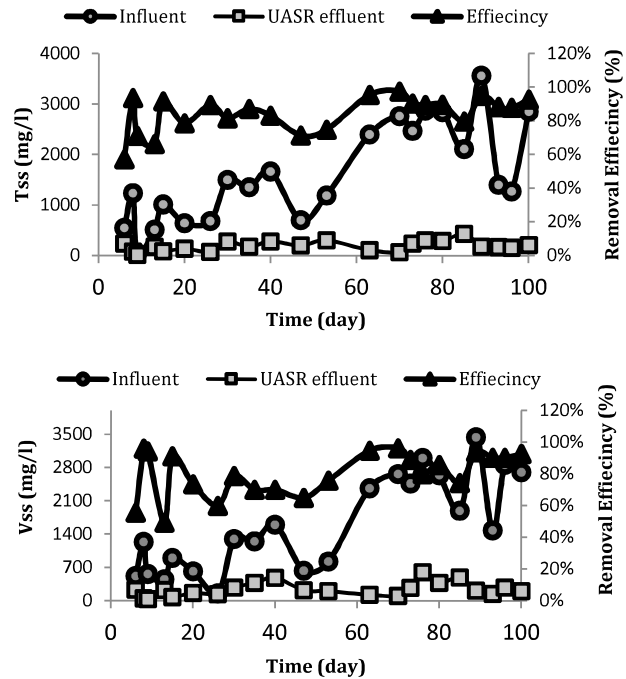 Influent UASR effluent Effiecincy
4000 120%
3000 100%
80%
2000 60%
1000 40%
20%
0 0%
Tss (mg/l)
Removal Effiecincy (%)
0 20 40 60 80 100
Time (day)
Influent UASR effluent Effiecincy
3500 120%
2800 100%
2100 80%
1400 60%
700 40%
0 20%
0%
Vss (mg/l)
Removal Effiecincy (%)
0 20 40 60 80 100
Time (day)